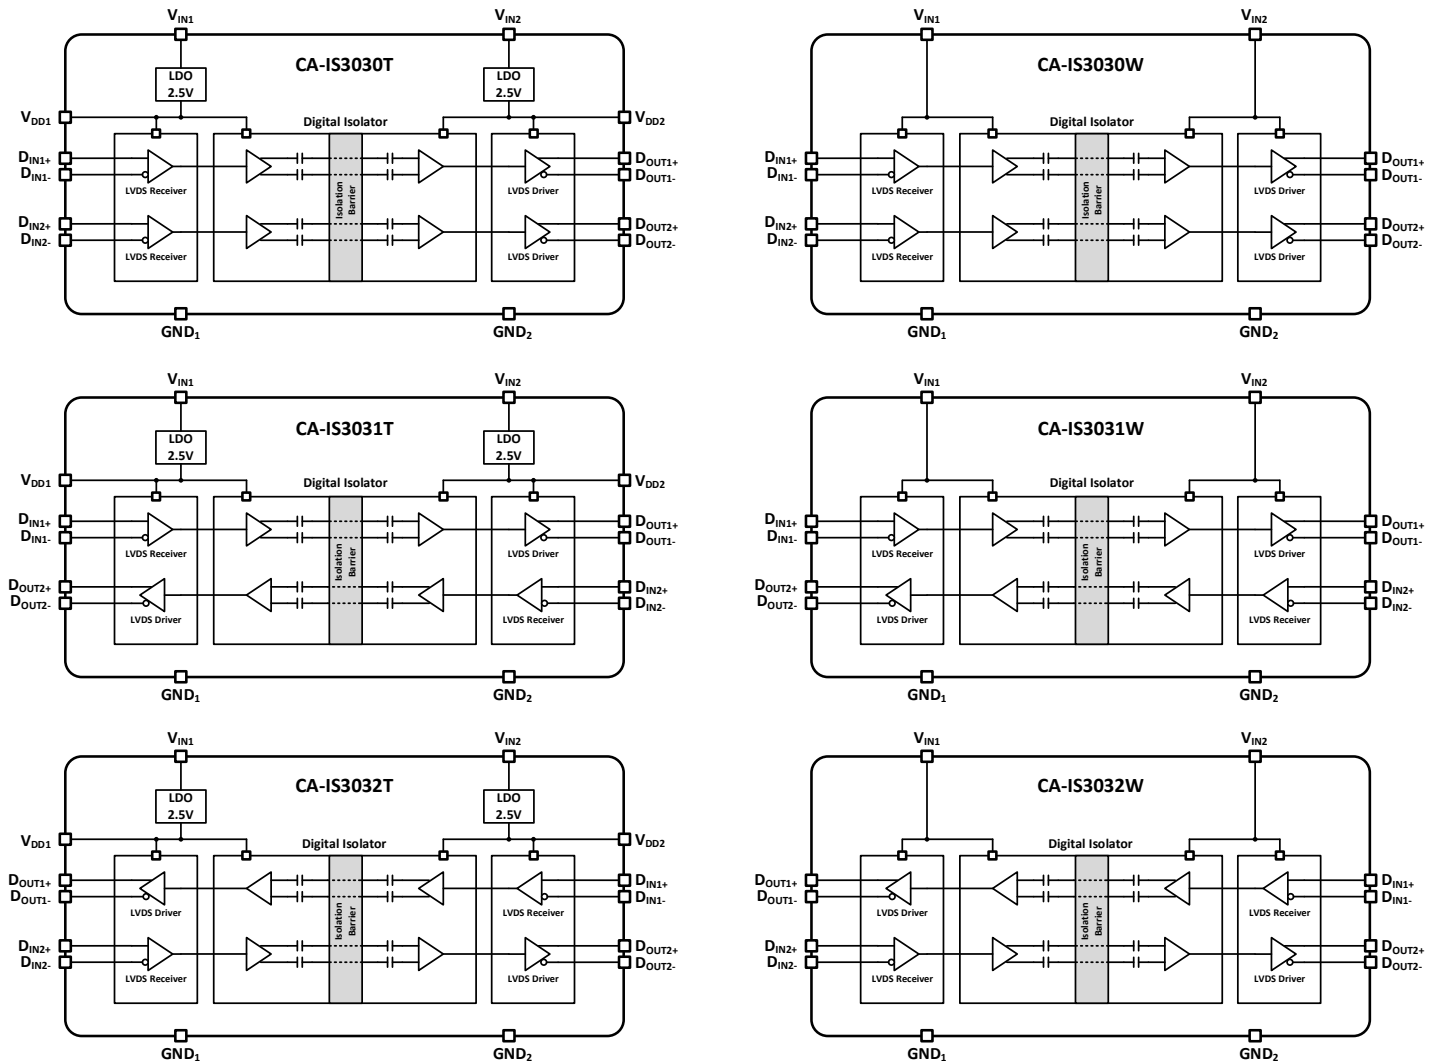 VIN1 VIN2
CA-IS3030T
LDO 2.5V LDO 2.5V
VDD1 VDD2
Digital Isolator
DIN1+ DOUT1+
DIN1- DOUT1-
LVDS Receiver Isolation Barrier LVDS Driver
DIN2+ DOUT2+
DIN2- DOUT2-
LVDS Receiver LVDS Driver
GND1 GND2
VIN1 VIN2
CA-IS3030W
Digital Isolator
DIN1+ DOUT1+
DIN1- DOUT1-
LVDS Receiver Isolation Barrier LVDS Driver
DIN2+ DOUT2+
DIN2- DOUT2-
LVDS Receiver LVDS Driver
GND1 GND2
VIN1 VIN2
CA-IS3031T
LDO 2.5V LDO 2.5V
VDD1 VDD2
Digital Isolator
DIN1+ DOUT1+
DIN1- DOUT1-
LVDS Receiver Isolation Barrier LVDS Driver
DOUT2+ DIN2+
DOUT2- DIN2-
LVDS Driver LVDS Receiver
GND1 GND2
VIN1 VIN2
CA-IS3031W
Digital Isolator
DIN1+ DOUT1+
DIN1- DOUT1-
LVDS Receiver Isolation Barrier LVDS Driver
DOUT2+ DIN2+
DOUT2- DIN2-
LVDS Driver LVDS Receiver
GND1 GND2
VIN1 VIN2
CA-IS3032T
LDO 2.5V LDO 2.5V
VDD1 VDD2
Digital Isolator
DOUT1+ DIN1+
DOUT1- DIN1-
LVDS Driver Isolation Barrier LVDS Receiver
DIN2+ DOUT2+
DIN2- DOUT2-
LVDS Receiver LVDS Driver
GND1 GND2
VIN1 VIN2
CA-IS3032W
Digital Isolator
DOUT1+ DIN1+
DOUT1- DIN1-
LVDS Driver Isolation Barrier LVDS Receiver
DIN2+ DOUT2+
DIN2- DOUT2-
LVDS Receiver LVDS Driver
GND1 GND2